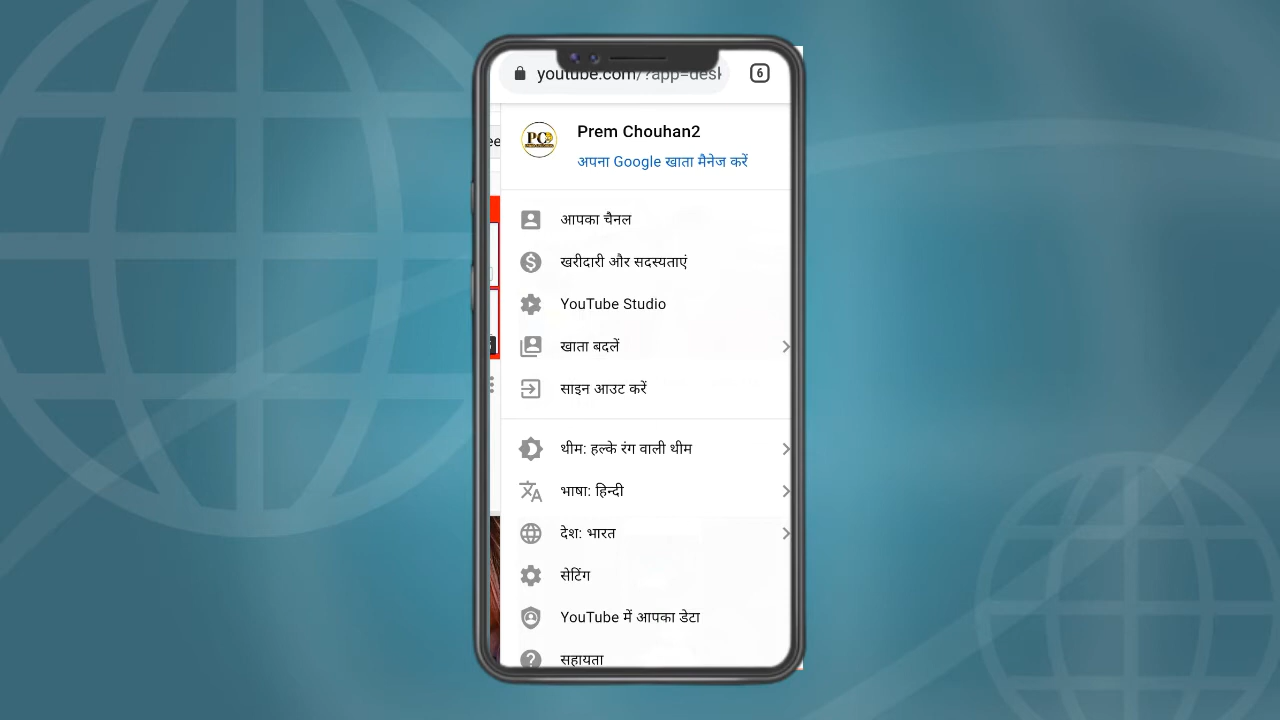 youtube.com/?app=desk
6
Prem Chouhan2
PC
अपना Google खाता मैनेज करें
आपका चैनल
खरीदारी और सदस्यताएं
YouTube Studio
खाता बदलें
साइन आउट करें
थीम: हल्के रंग वाली थीम
भाषा: हिन्दी
देश: भारत
सेटिंग
YouTube में आपका डेटा
सहायता